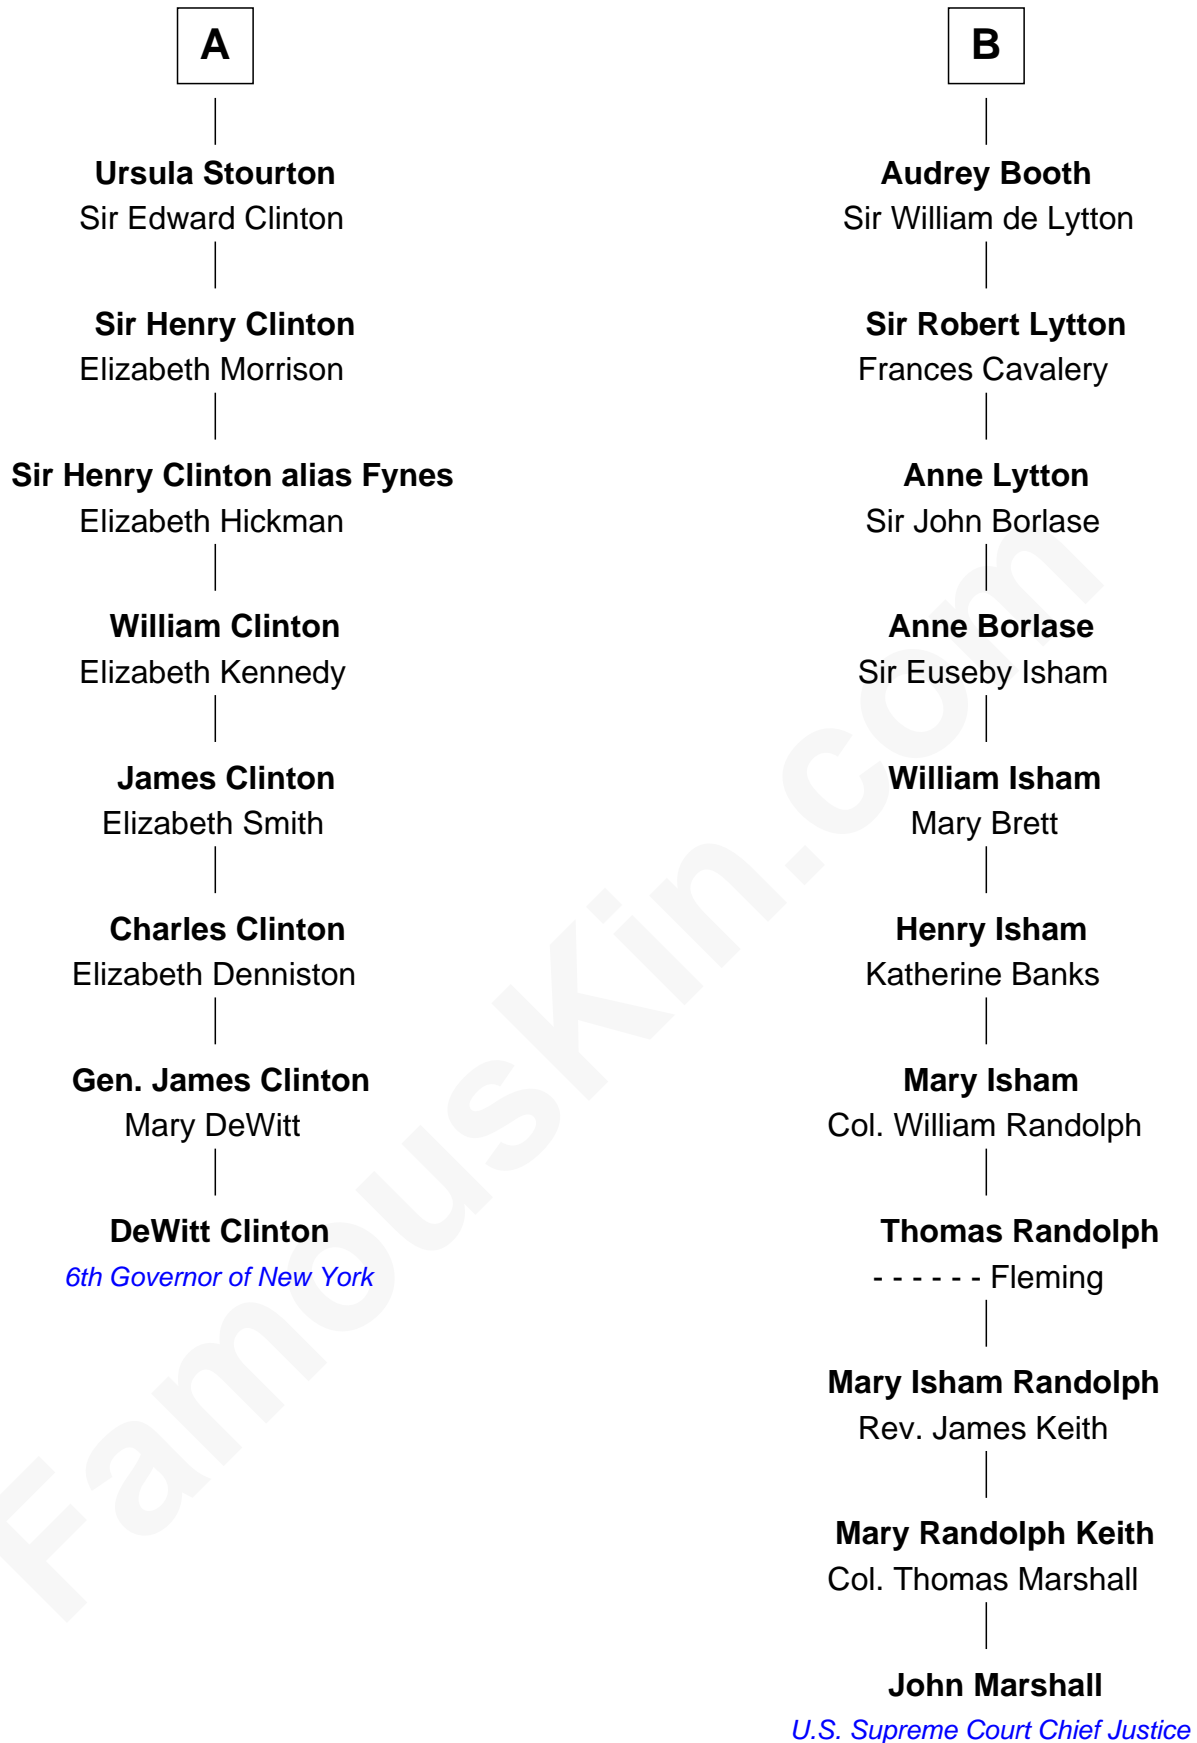 A
Ursula Stourton
Sir Edward Clinton
Sir Henry Clinton
Elizabeth Morrison
Sir Henry Clinton alias Fynes
Elizabeth Hickman
William Clinton
Elizabeth Kennedy
James Clinton
Elizabeth Smith
Charles Clinton
Elizabeth Denniston
Gen. James Clinton
Mary DeWitt
DeWitt Clinton
6th Governor of New York
B
Audrey Booth
Sir William de Lytton
Sir Robert Lytton
Frances Cavalery
Anne Lytton
Sir John Borlase
Anne Borlase
Sir Euseby Isham
William Isham
Mary Brett
Henry Isham
Katherine Banks
Mary Isham
Col. William Randolph
Thomas Randolph
- - - - - - Fleming
Mary Isham Randolph
Rev. James Keith
Mary Randolph Keith
Col. Thomas Marshall
John Marshall
U.S. Supreme Court Chief Justice
FamousKin.com